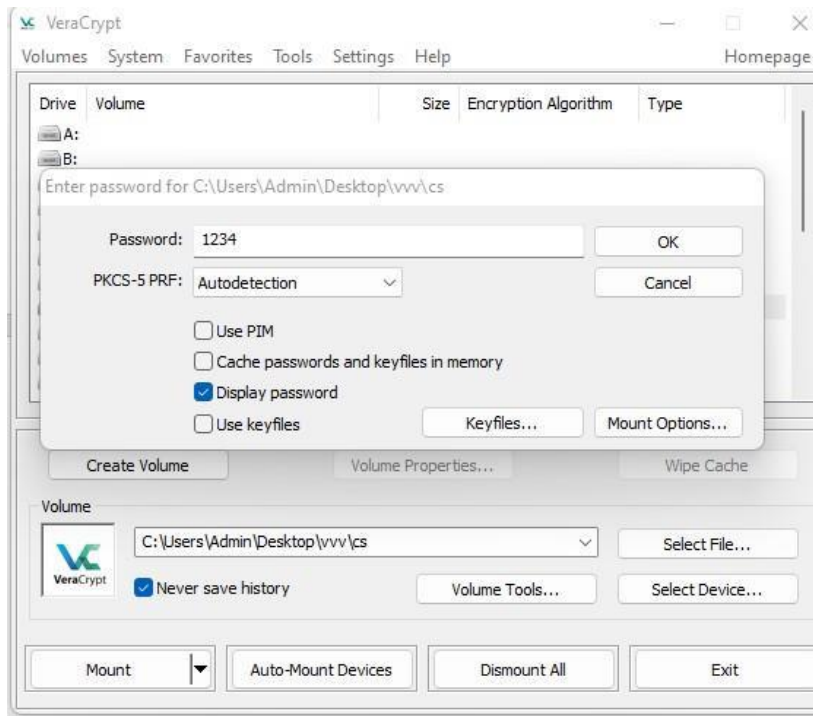 VeraCrypt
Volumes System Favorites Tools Settings Help Homepage
Drive Volume Size Encryption Algorithm Type
A:
B:
Enter password for C:\Users\Admin\Desktop\vvv\cs
Password: 1234 OK
PKCS-5 PRF: Autodetection Cancel
Use PIM
Cache passwords and keyfiles in memory
Display password
Use keyfiles Keyfiles... Mount Options...
Create Volume Volume Properties... Wipe Cache
Volume
C:\Users\Admin\Desktop\vvv\cs Select File...
VeraCrypt
Never save history Volume Tools... Select Device...
Mount Auto-Mount Devices Dismount All Exit